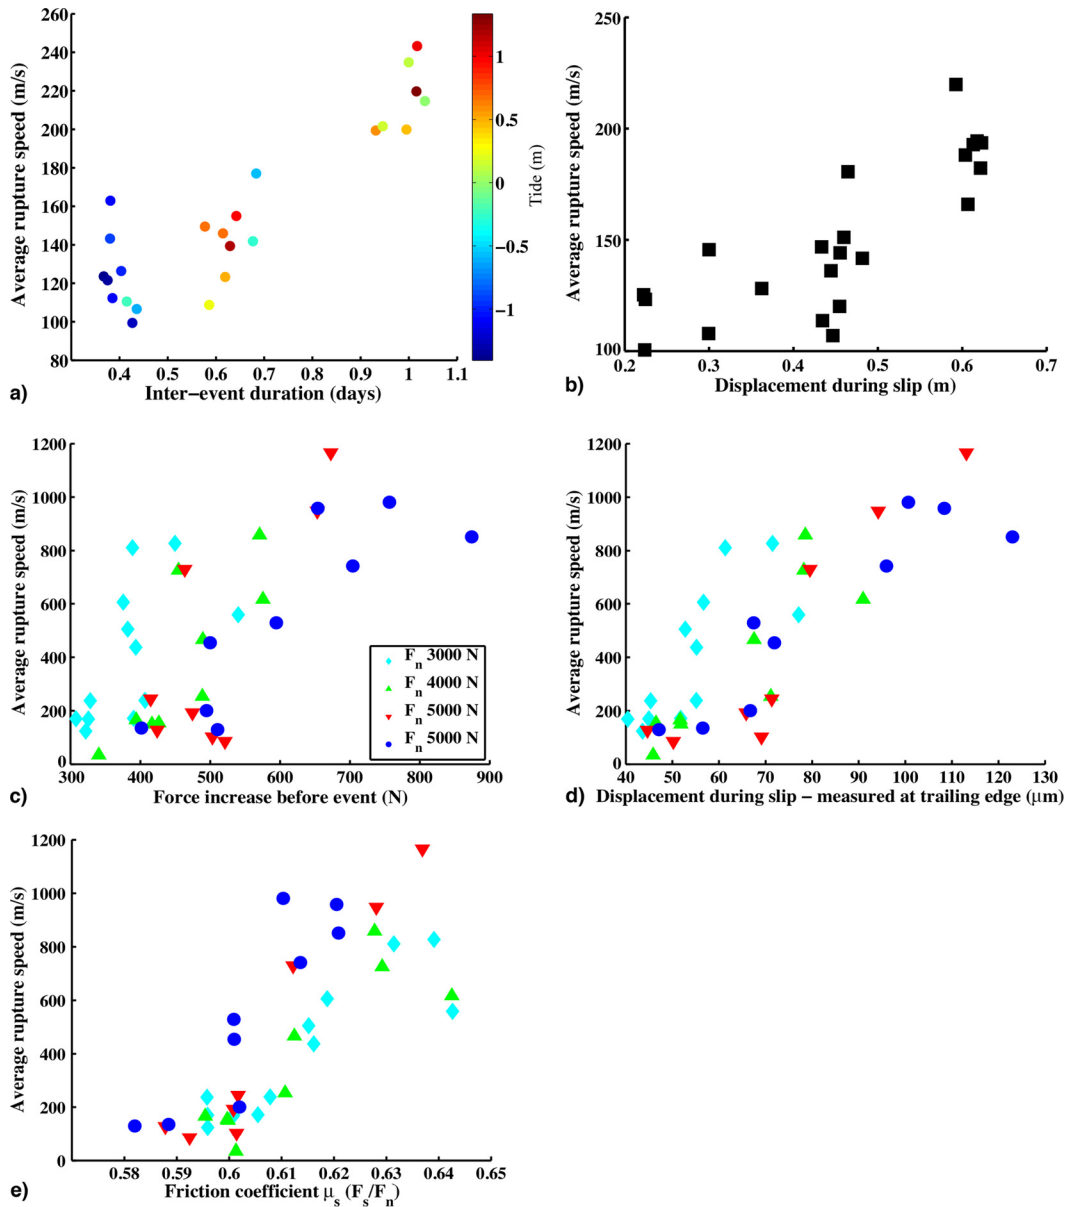 260
240
220
200
180
160
140
120
100
80
Average rupture speed (m/s)
0.4 0.5 0.6 0.7 0.8 0.9 1 1.1
Inter−event duration (days)
1
0.5
0
−0.5
−1
Tide (m)
a)
250
200
150
100
Average rupture speed (m/s)
0.2 0.3 0.4 0.5 0.6 0.7
Displacement during slip (m)
b)
1200
1000
800
600
400
200
0
Average rupture speed (m/s)
300 400 500 600 700 800 900
Force increase before event (N)
Fn 3000 N
Fn 4000 N
Fn 5000 N
Fn 5000 N
c)
1200
1000
800
600
400
200
0
Average rupture speed (m/s)
40 50 60 70 80 90 100 110 120 130
Displacement during slip − measured at trailing edge (μm)
d)
1200
1000
800
600
400
200
0
Average rupture speed (m/s)
0.58 0.59 0.6 0.61 0.62 0.63 0.64 0.65
Friction coefficient μs (Fs/Fn)
e)